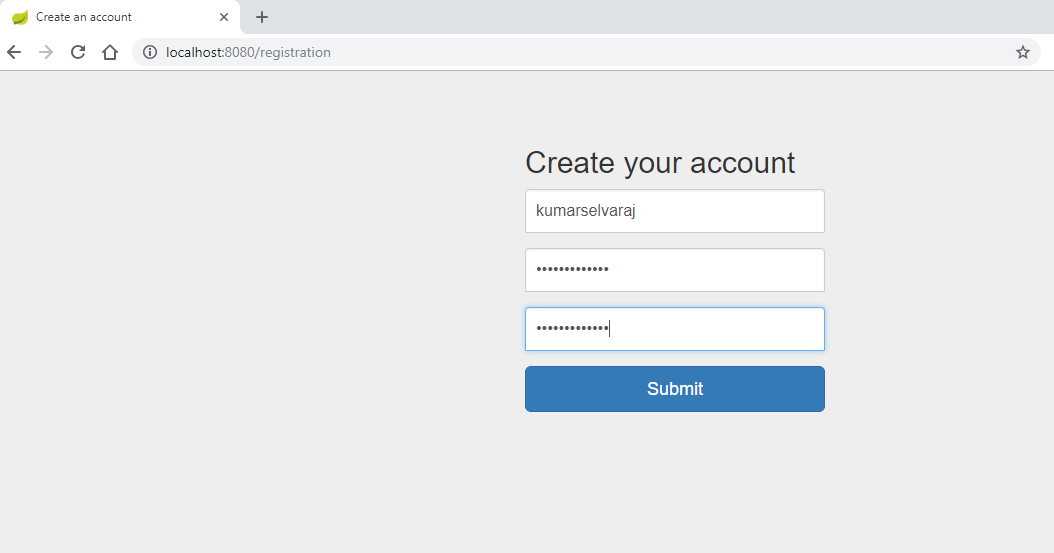 Create an account
localhost:8080/registration
Create your account
kumarselvaraj
•••••••••••••
•••••••••••••
Submit